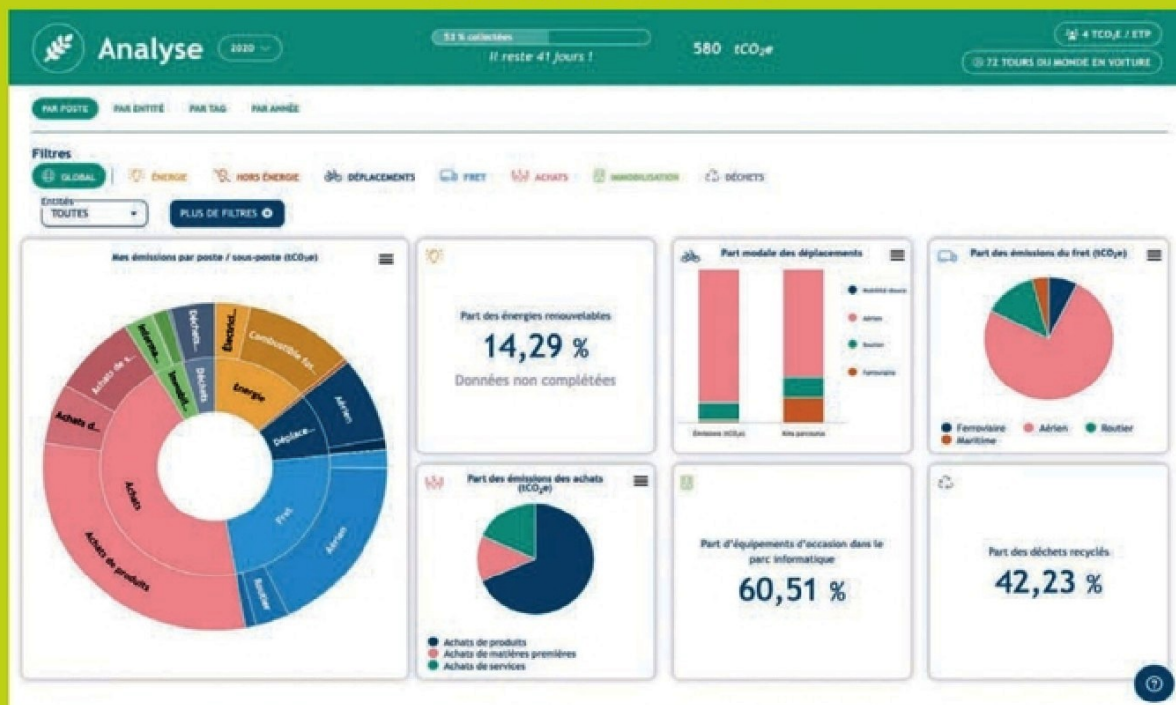 Analyse
2020
53 % collectées
Il reste 41 jours !
580 tCO₂e
4 TCO₂E / ETP
72 TOURS DU MONDE EN VOITURE
PAR POSTE
PAR ENTITÉ
PAR TAG
PAR ANNÉE
Filtres
GLOBAL
ÉNERGIE
HORS ÉNERGIE
DÉPLACEMENTS
FRET
ACHATS
IMMOBILISATION
DÉCHETS
Entités
TOUTES
PLUS DE FILTRES
Mes émissions par poste / sous-poste (tCO₂e)
Électrici...
Combustible fos...
Énergie
Aérien
Déplace...
Fret
Aérien
Routier
Achats
Achats de produits
Achats d...
Achats de s...
Informa...
Immobil...
Déchets...
Déchets
Part des énergies renouvelables
14,29 %
Données non complétées
Part modale des déplacements
Mobilité douce
Aérien
Routier
Ferroviaire
Émissions (tCO₂e)
Kms parcourus
Part des émissions du fret (tCO₂e)
Ferroviaire
Aérien
Routier
Maritime
Part des émissions des achats
(tCO₂e)
Achats de produits
Achats de matières premières
Achats de services
Part d'équipements d'occasion dans le
parc informatique
60,51 %
Part des déchets recyclés
42,23 %